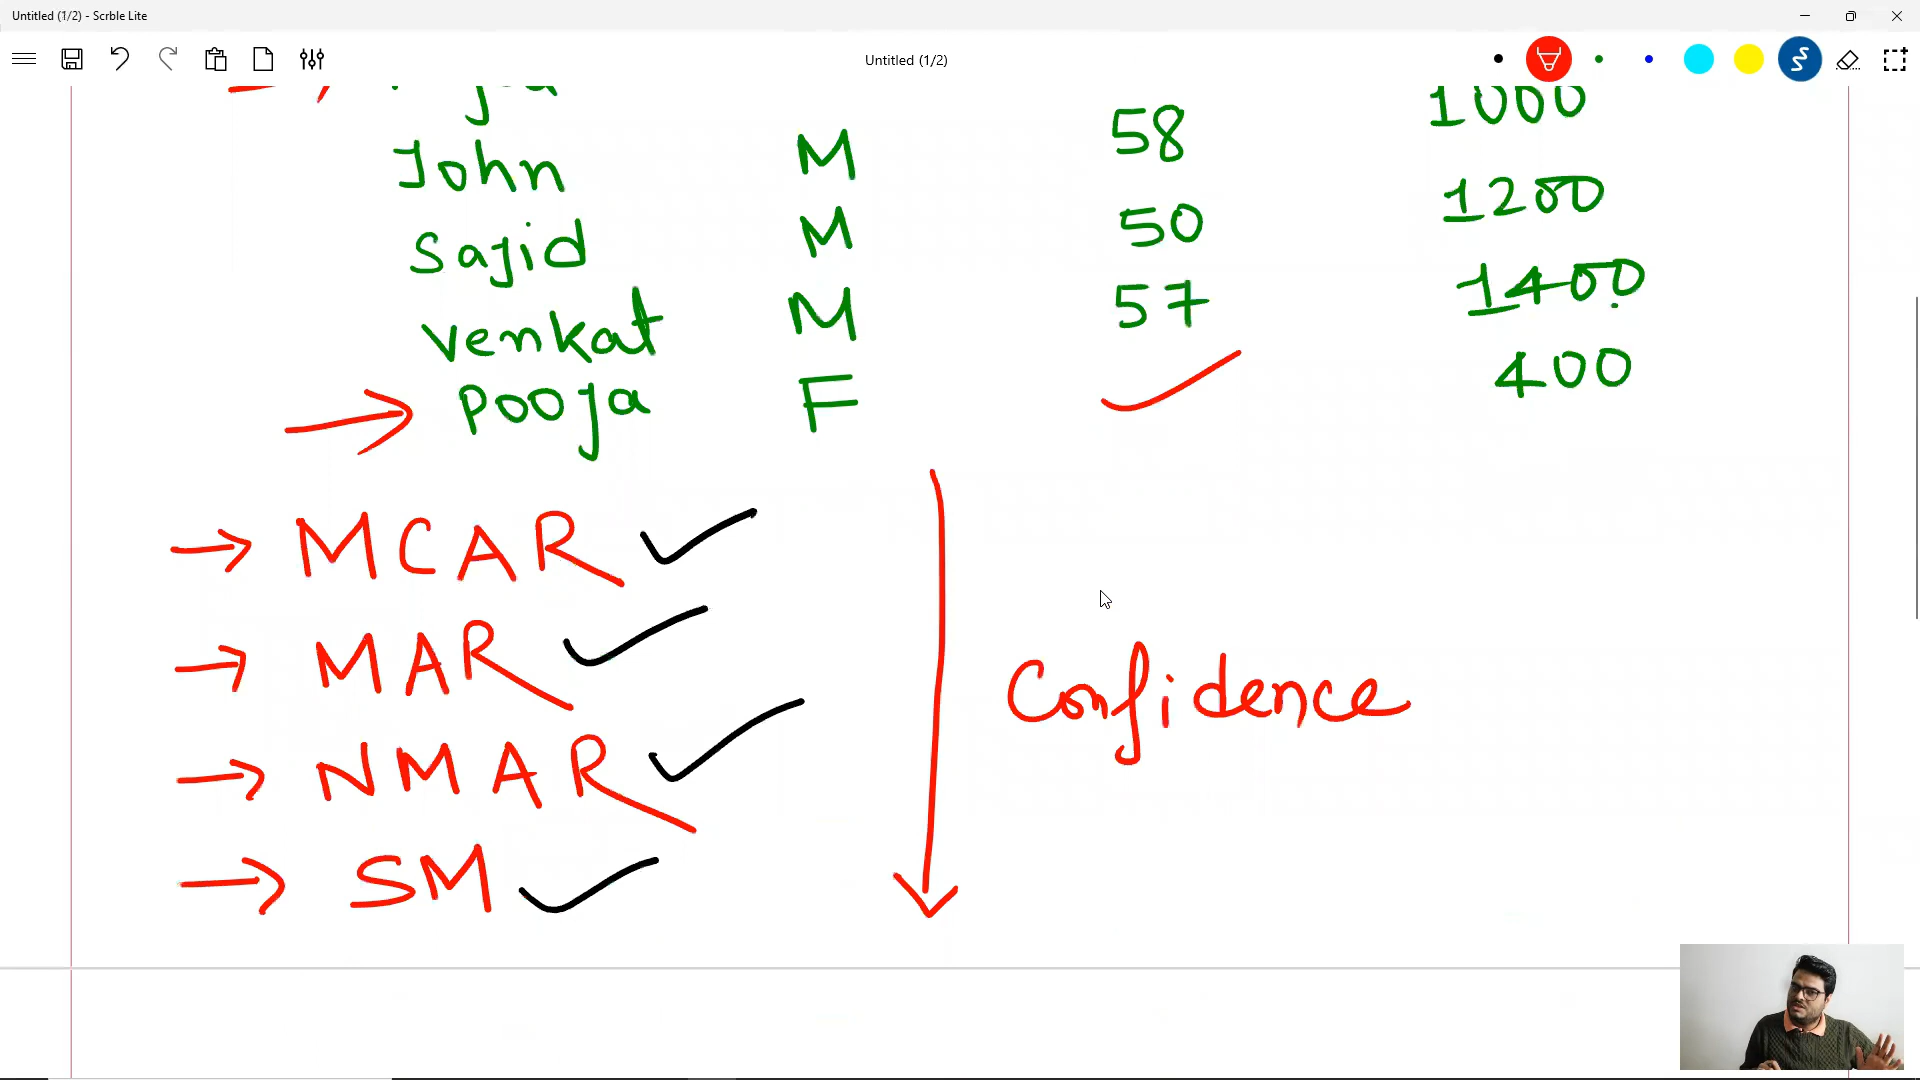 Untitled (1/2) - Scrble Lite
Untitled (1/2)
1000
John M 58
1200
Sajid M 50
1400
Venkat M 57
Pooja F 400
MCAR
MAR
Confidence
NMAR
SM